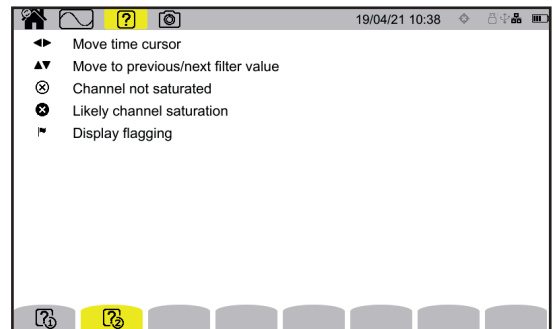 19/04/21 10:38
Move time cursor
Move to previous/next filter value
Channel not saturated
Likely channel saturation
Display flagging